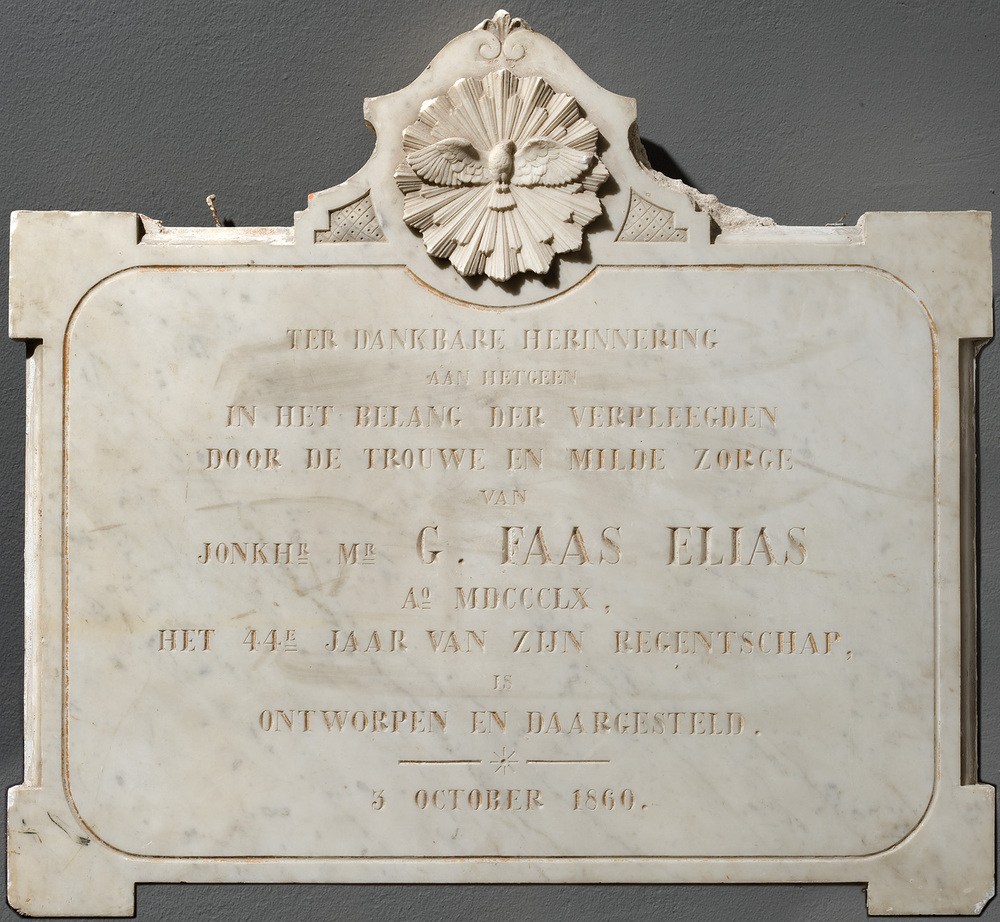 TER DANKBARE HERINNERING
AAN HETGEEN
IN HET BELANG DER VERPLEEGDEN
DOOR DE TROUWE EN MILDE ZORGE
VAN
JONKHR MR G. FAAS ELIAS
Aº MDCCCLX,
HET 44E JAAR VAN ZIJN REGENTSCHAP,
IS
ONTWORPEN EN DAARGESTELD.
3 OCTOBER 1860.